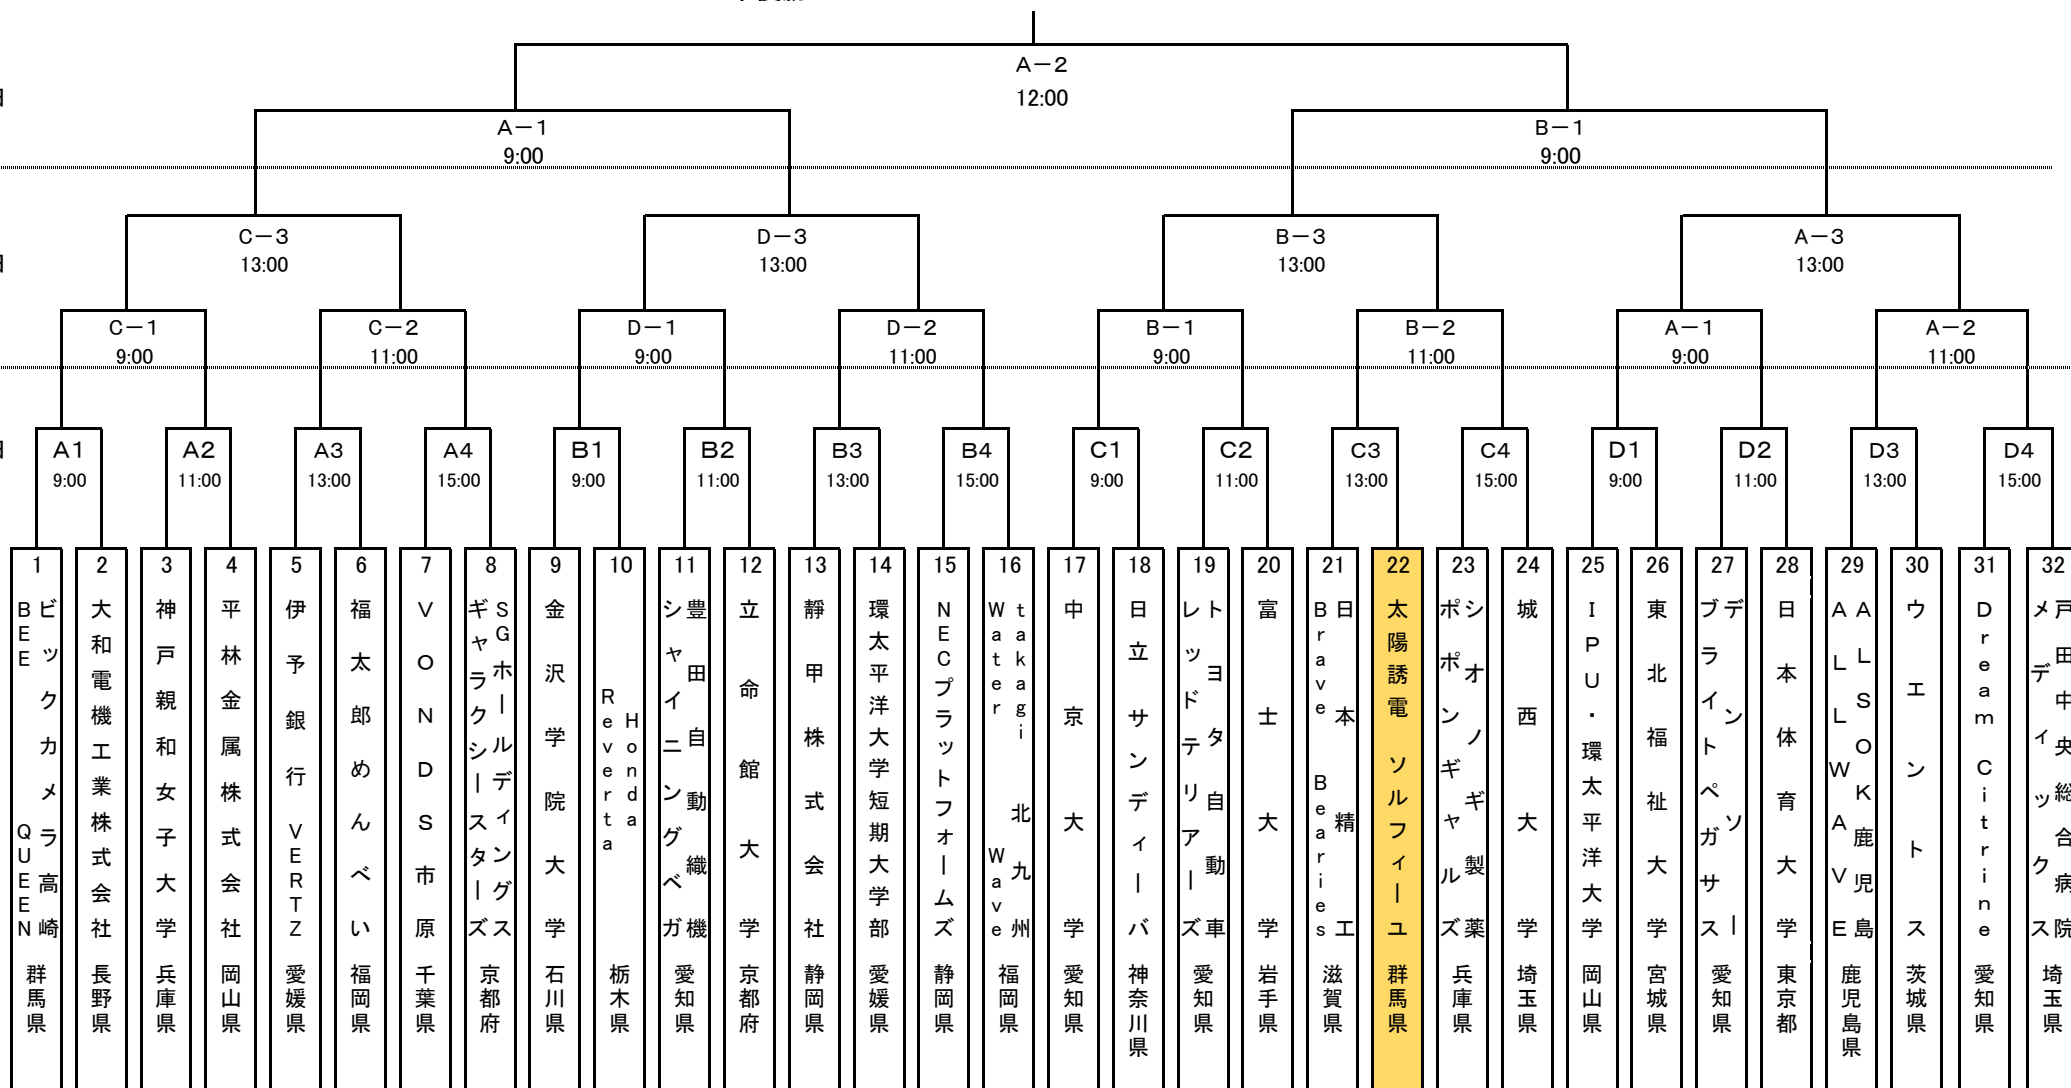 A－2
12:00
A－1
9:00
B－1
9:00
C－3
13:00
D－3
13:00
B－3
13:00
A－3
13:00
C－1
9:00
C－2
11:00
D－1
9:00
D－2
11:00
B－1
9:00
B－2
11:00
A－1
9:00
A－2
11:00
A1
9:00
A2
11:00
A3
13:00
A4
15:00
B1
9:00
B2
11:00
B3
13:00
B4
15:00
C1
9:00
C2
11:00
C3
13:00
C4
15:00
D1
9:00
D2
11:00
D3
13:00
D4
15:00
1
ビックカメラ高崎
BEE QUEEN
群馬県
2
大和電機工業株式会社
長野県
3
神戸親和女子大学
兵庫県
4
平林金属株式会社
岡山県
5
伊予銀行 VERTZ
愛媛県
6
福太郎めんべい
福岡県
7
VONDS市原
千葉県
8
SGホールディングス
ギャラクシースターズ
京都府
9
金沢学院大学
石川県
10
Honda
Reverta
栃木県
11
豊田自動織機
シャイニングベガ
愛知県
12
立命館大学
京都府
13
靜甲株式会社
静岡県
14
環太平洋大学短期大学部
愛媛県
15
NECプラットフォームズ
静岡県
16
takagi 北九州
Water Wave
福岡県
17
中京大学
愛知県
18
日立サンディーバ
神奈川県
19
トヨタ自動車
レッドテリアーズ
愛知県
20
富士大学
岩手県
21
日本精工
Brave Bearies
滋賀県
22
太陽誘電 ソルフィーユ
群馬県
23
シオノギ製薬
ポポンギャルズ
兵庫県
24
城西大学
埼玉県
25
IPU・環太平洋大学
岡山県
26
東北福祉大学
宮城県
27
デンソー
ブライトペガサス
愛知県
28
日本体育大学
東京都
29
ALSOK鹿児島
ALLWAVE
鹿児島県
30
ウエントス
茨城県
31
Dream Citrine
愛知県
32
戸田中央総合病院
メディックス
埼玉県